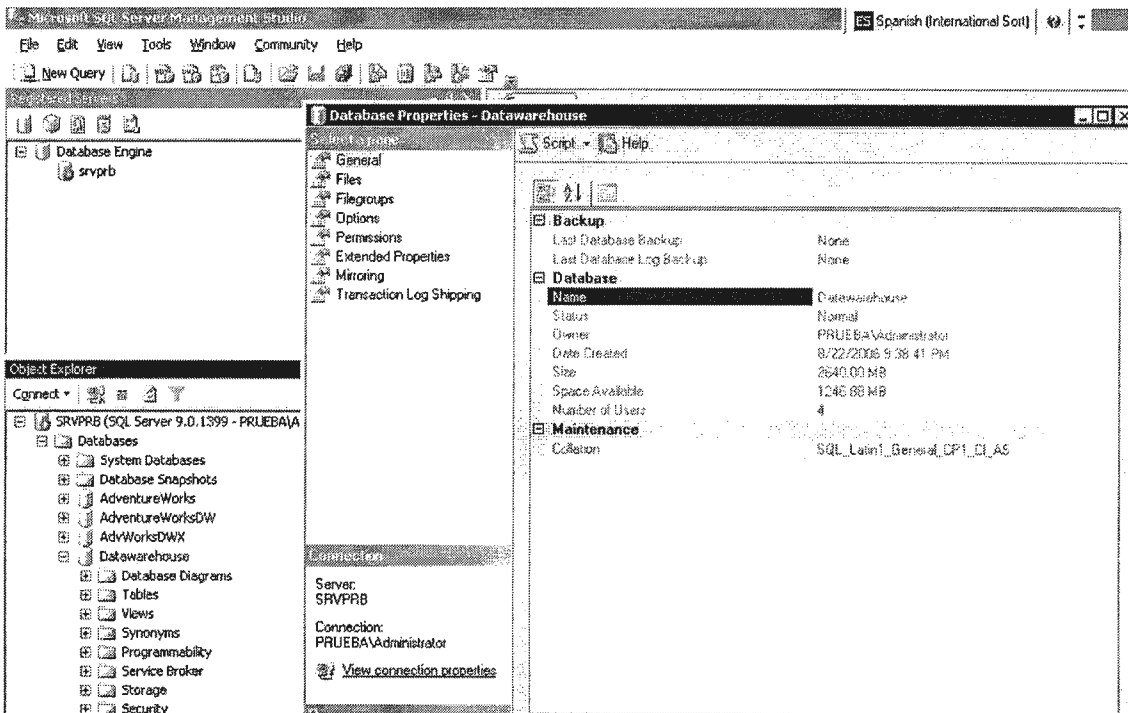 Microsoft SQL Server Management Studio
ES Spanish (International Sort)
File Edit View Tools Window Community Help
New Query
Registered Servers
Database Engine
srvprb
Database Properties - Datawarehouse
Select a page
General
Files
Filegroups
Options
Permissions
Extended Properties
Mirroring
Transaction Log Shipping
Script Help
Backup
Last Database Backup None
Last Database Log Backup None
Database
Name Datawarehouse
Status Normal
Owner PRUEBA\Administrator
Date Created 8/22/2006 9:38:41 PM
Size 2640.00 MB
Space Available 1246.88 MB
Number of Users 4
Maintenance
Collation SQL_Latin1_General_CP1_CI_AS
Object Explorer
Connect
SRVPRB (SQL Server 9.0.1399 - PRUEBA\A
Databases
System Databases
Database Snapshots
AdventureWorks
AdventureWorksDW
AdvWorksDWX
Datawarehouse
Database Diagrams
Tables
Views
Synonyms
Programmability
Service Broker
Storage
Security
Connection
Server:
SRVPRB
Connection:
PRUEBA\Administrator
View connection properties